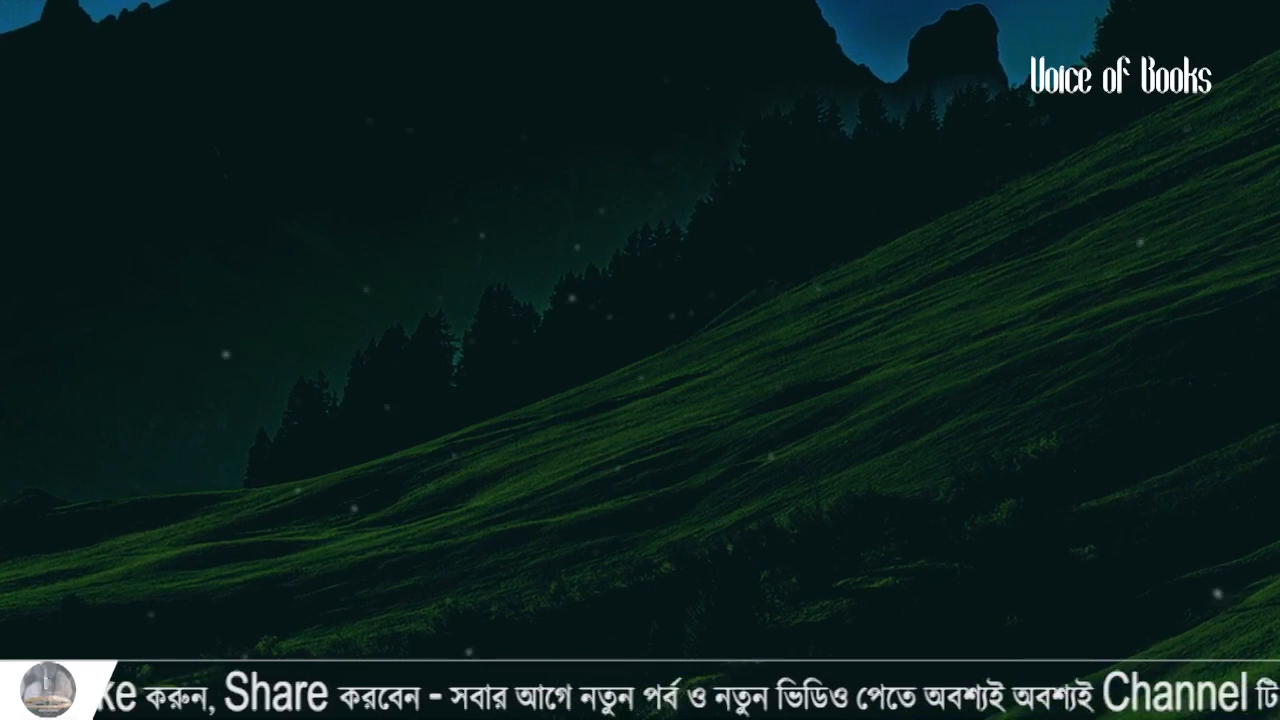 Voice of Books
ke করুন, Share করবেন - সবার আগে নতুন পর্ব ও নতুন ভিডিও পেতে অবশ্যই অবশ্যই Channel টি